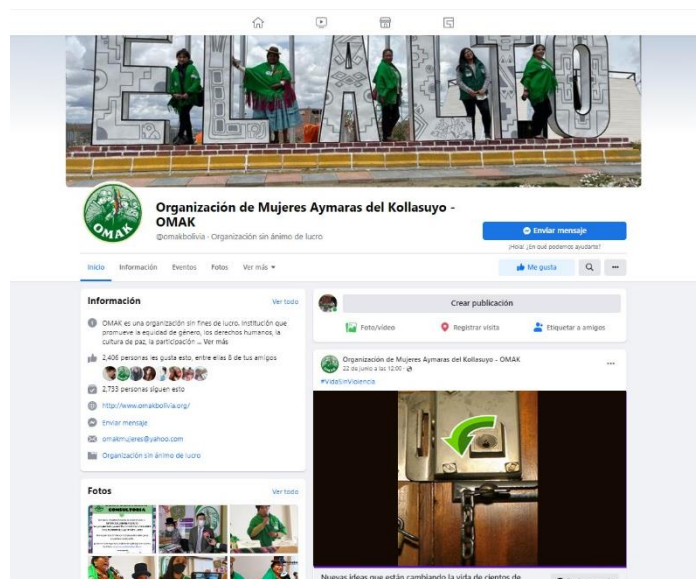 EL ALTO
OMAK
Organización de Mujeres Aymaras del Kollasuyo -
OMAK
@omakbolivia · Organización sin ánimo de lucro
Enviar mensaje
¡Hola! ¿En qué podemos ayudarte?
Inicio Información Eventos Fotos Ver más
Me gusta
Información Ver todo
OMAK es una organización sin fines de lucro. Institución que
promueve la equidad de género, los derechos humanos, la
cultura de paz, la participación ... Ver más
2,406 personas les gusta esto, entre ellas 8 de tus amigos
2,733 personas siguen esto
http://www.omakbolivia.org/
Enviar mensaje
omakmujeres@yahoo.com
Organización sin ánimo de lucro
Fotos Ver todo
CONSULTORIA
Crear publicación
Foto/video Registrar visita Etiquetar a amigos
Organización de Mujeres Aymaras del Kollasuyo - OMAK
22 de junio a las 12:00 ·
#VidaSinViolencia
Nuevas ideas que están cambiando la vida de cientos de